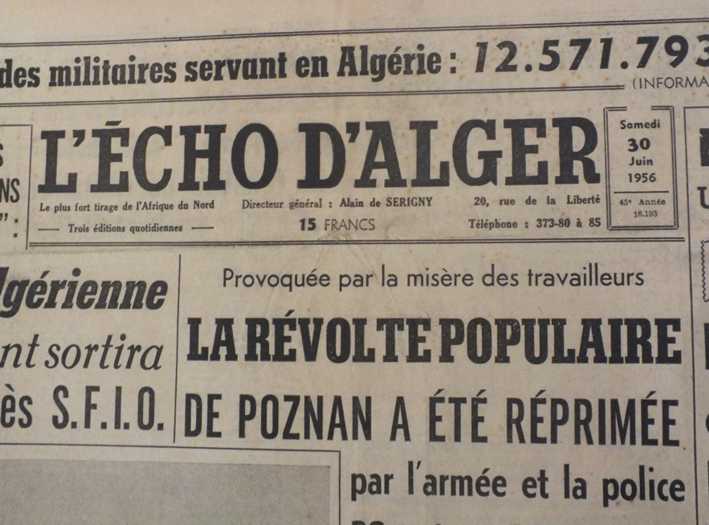 des militaires servant en Algérie : 12.571.793
(INFORMA
NS
" :
L'ÉCHO D'ALGER
Le plus fort tirage de l'Afrique du Nord
Trois éditions quotidiennes
Directeur général : Alain de SERIGNY
15 FRANCS
20, rue de la Liberté
Téléphone : 373-80 à 85
Samedi
30
Juin
1956
45e Année
16.193
lgérienne
nt sortira
ès S.F.I.O.
Provoquée par la misère des travailleurs
LA RÉVOLTE POPULAIRE
DE POZNAN A ÉTÉ RÉPRIMÉE
par l'armée et la police